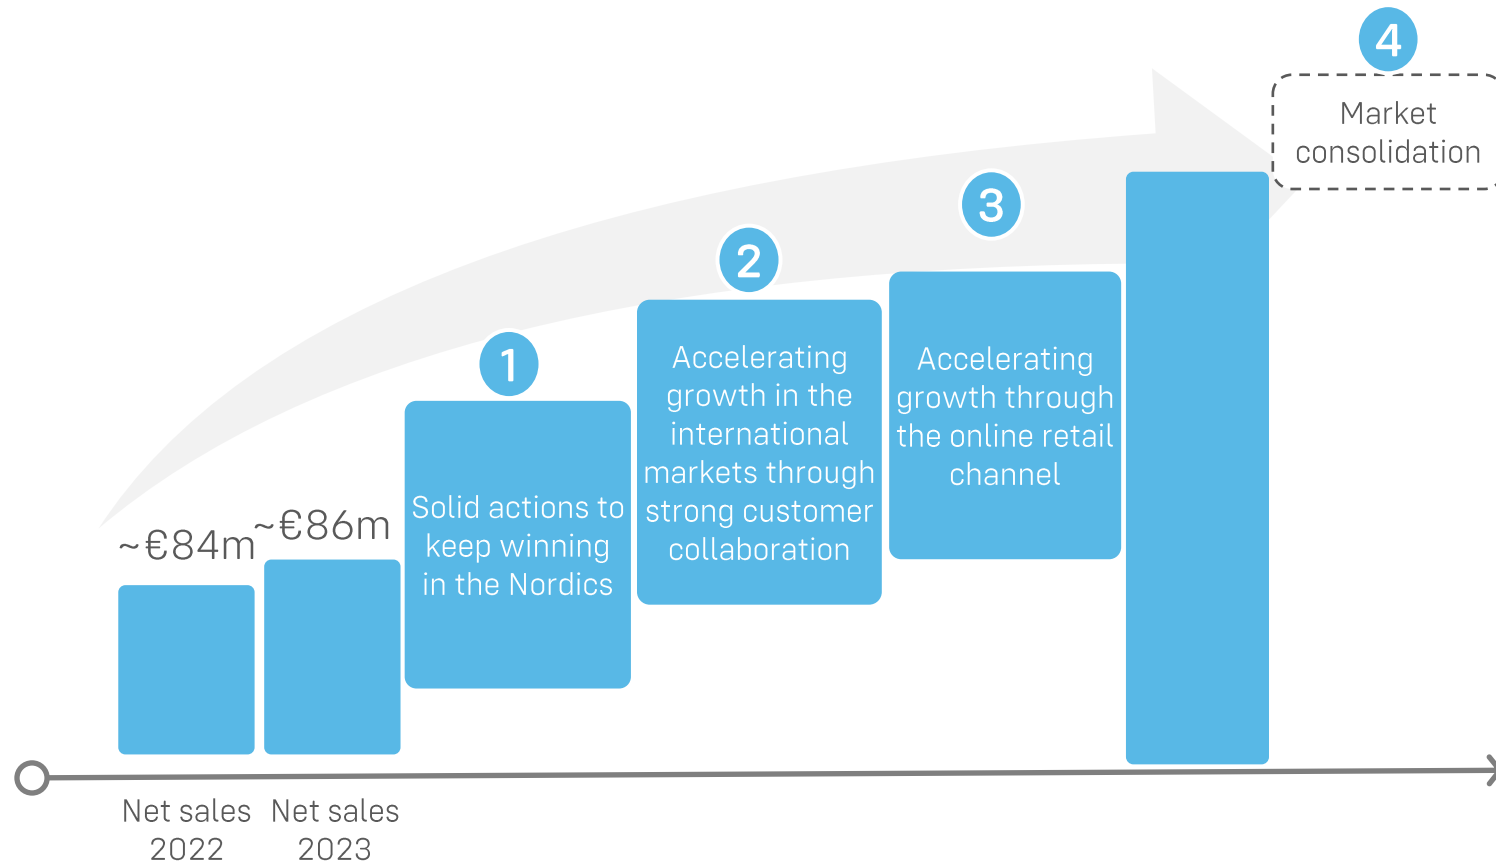 4
Market
consolidation
3
2
1
Accelerating
growth in the
international
markets through
strong customer
collaboration
Accelerating
growth through
the online retail
channel
Solid actions to
keep winning
in the Nordics
~€84m
~€86m
Net sales
2022
Net sales
2023